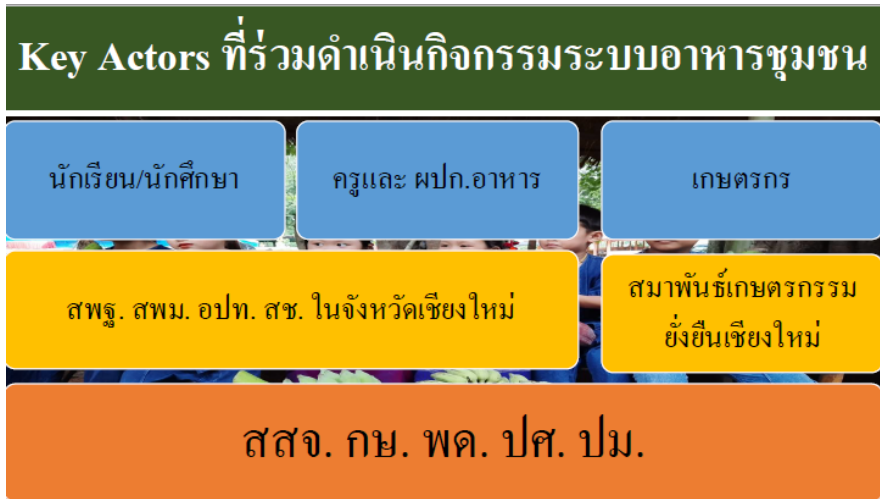 Key Actors ที่ร่วมดำเนินกิจกรรมระบบอาหารชุมชน
นักเรียน/นักศึกษา
ครูและ ผปก.อาหาร
เกษตรกร
สพฐ. สพม. อปท. สช. ในจังหวัดเชียงใหม่
สมาพันธ์เกษตรกรรม
ยั่งยืนเชียงใหม่
สสจ. กษ. พด. ปศ. ปม.